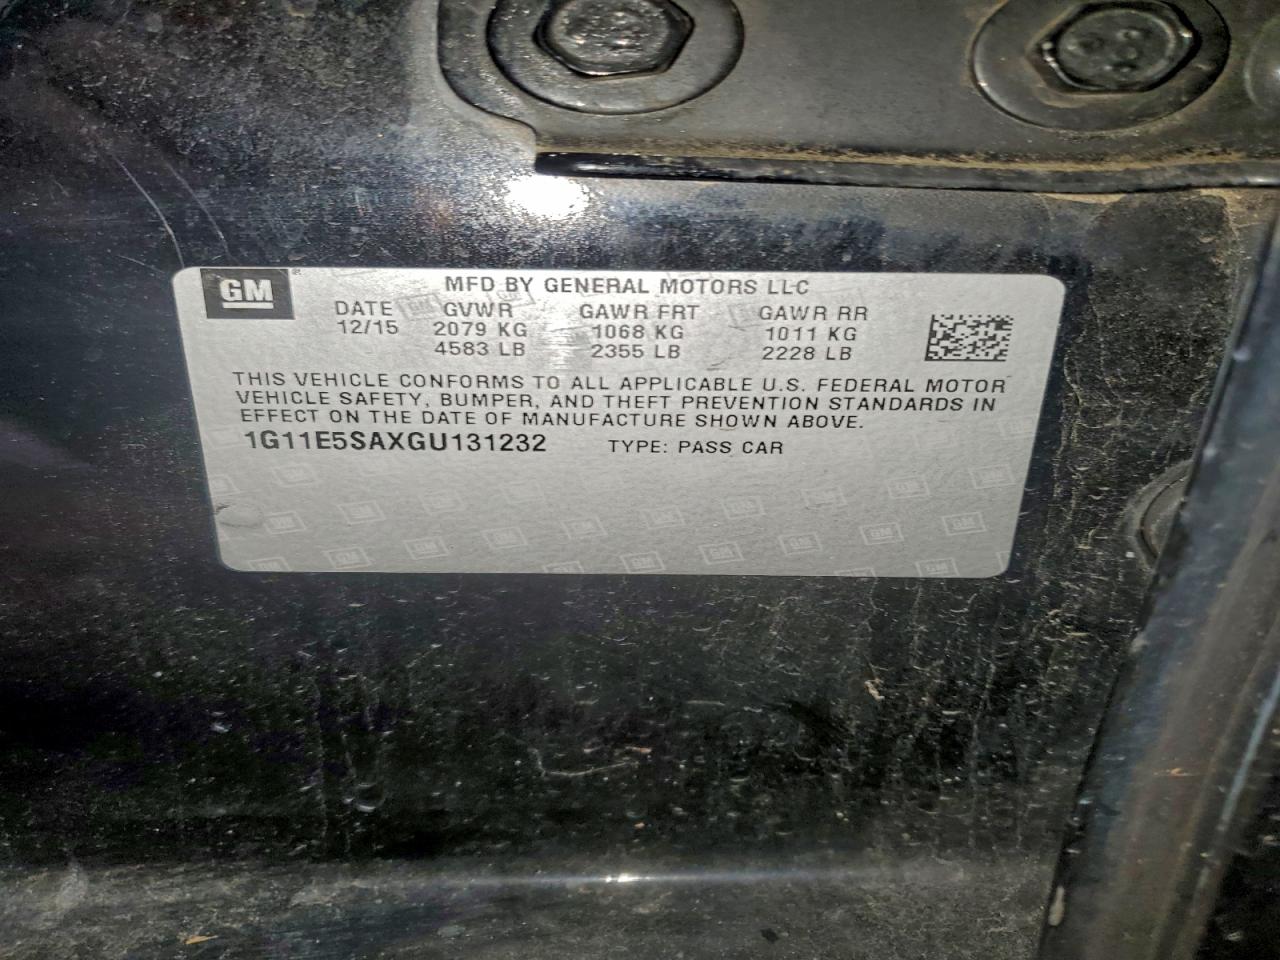 GM
MFD BY GENERAL MOTORS LLC
DATE GVWR GAWR FRT GAWR RR
12/15 2079 KG 1068 KG 1011 KG
4583 LB 2355 LB 2228 LB
THIS VEHICLE CONFORMS TO ALL APPLICABLE U.S. FEDERAL MOTOR
VEHICLE SAFETY, BUMPER, AND THEFT PREVENTION STANDARDS IN
EFFECT ON THE DATE OF MANUFACTURE SHOWN ABOVE.
1G11E5SAXGU131232 TYPE: PASS CAR